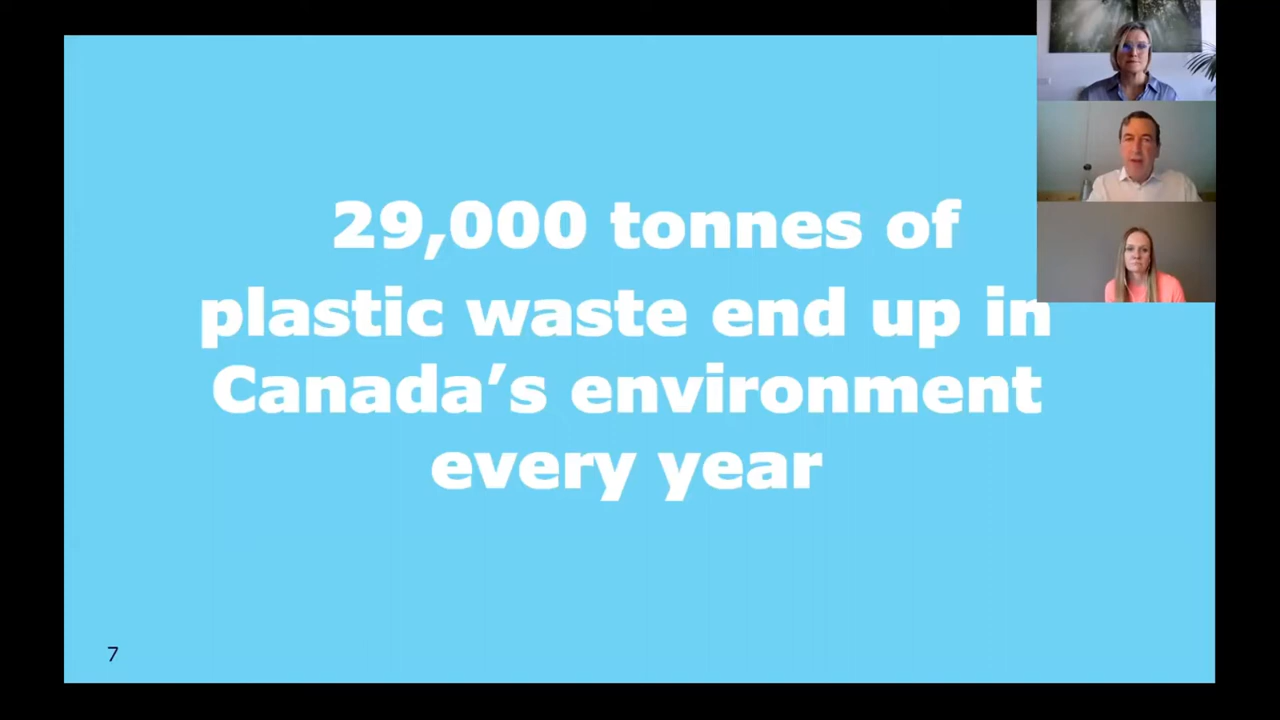 29,000 tonnes of
plastic waste end up in
Canada’s environment
every year
7